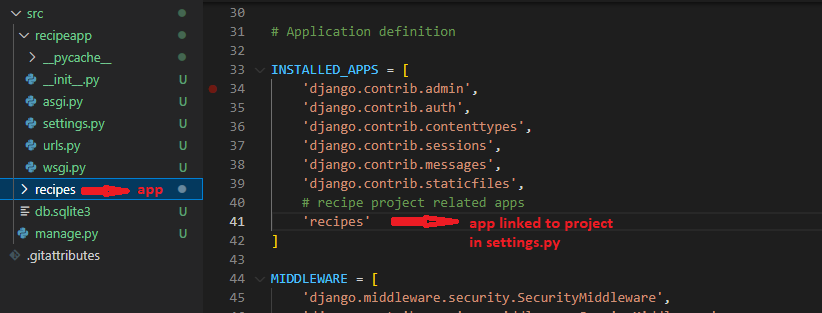 src
recipeapp
__pycache__
__init__.py U
asgi.py U
settings.py U
urls.py U
wsgi.py U
recipes app
db.sqlite3 U
manage.py U
.gitattributes
30
31 # Application definition
32
33 INSTALLED_APPS = [
34 'django.contrib.admin',
35 'django.contrib.auth',
36 'django.contrib.contenttypes',
37 'django.contrib.sessions',
38 'django.contrib.messages',
39 'django.contrib.staticfiles',
40 # recipe project related apps
41 'recipes' app linked to project
in settings.py
42 ]
43
44 MIDDLEWARE = [
45 'django.middleware.security.SecurityMiddleware',